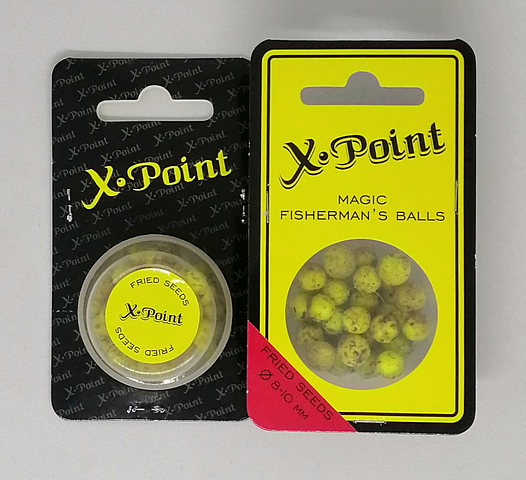 X·Point
FRIED SEEDS
X·Point
FRIED SEEDS
X·Point
MAGIC
FISHERMAN'S BALLS
FRIED SEEDS
Ø 8-10 MM